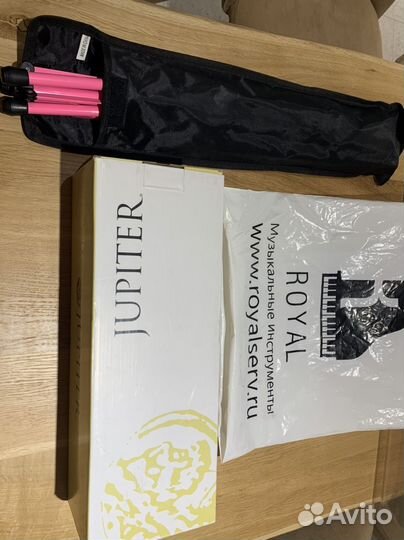 JUPITER
ROYAL
Музыкальные инструменты
www.royalserv.ru
Avito